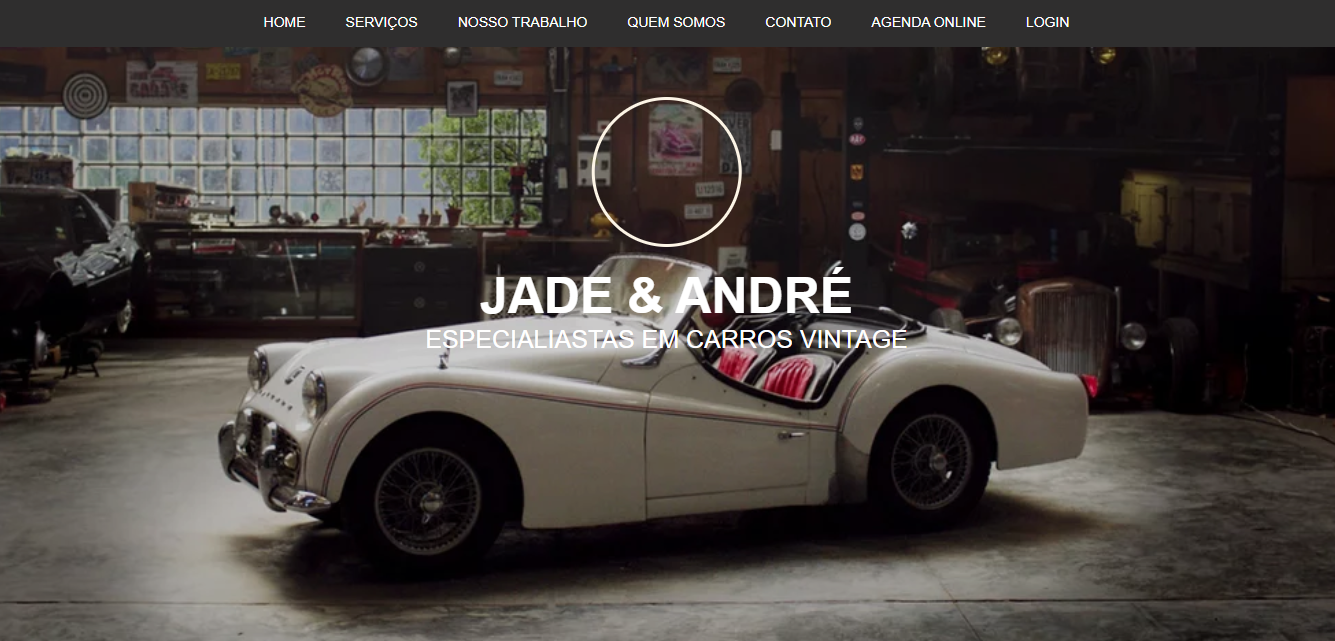 HOME SERVIÇOS NOSSO TRABALHO QUEM SOMOS CONTATO AGENDA ONLINE LOGIN
JADE & ANDRÉ
ESPECIALIASTAS EM CARROS VINTAGE